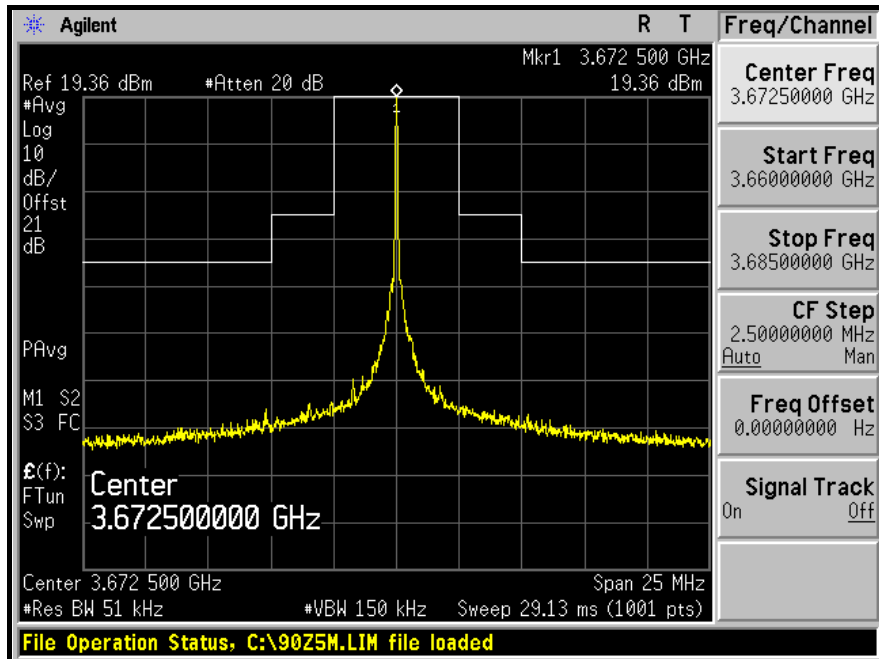 Agilent R T
Freq/Channel
Mkr1 3.672 500 GHz
Ref 19.36 dBm #Atten 20 dB 19.36 dBm
#Avg
Log
10
dB/
Offst
21
dB
1
PAvg
M1 S2
S3 FC
£(f):
FTun
Swp
Center
3.672500000 GHz
Center 3.672 500 GHz Span 25 MHz
#Res BW 51 kHz #VBW 150 kHz Sweep 29.13 ms (1001 pts)
File Operation Status, C:\90Z5M.LIM file loaded
Center Freq
3.67250000 GHz
Start Freq
3.66000000 GHz
Stop Freq
3.68500000 GHz
CF Step
2.50000000 MHz
Auto Man
Freq Offset
0.00000000 Hz
Signal Track
On Off